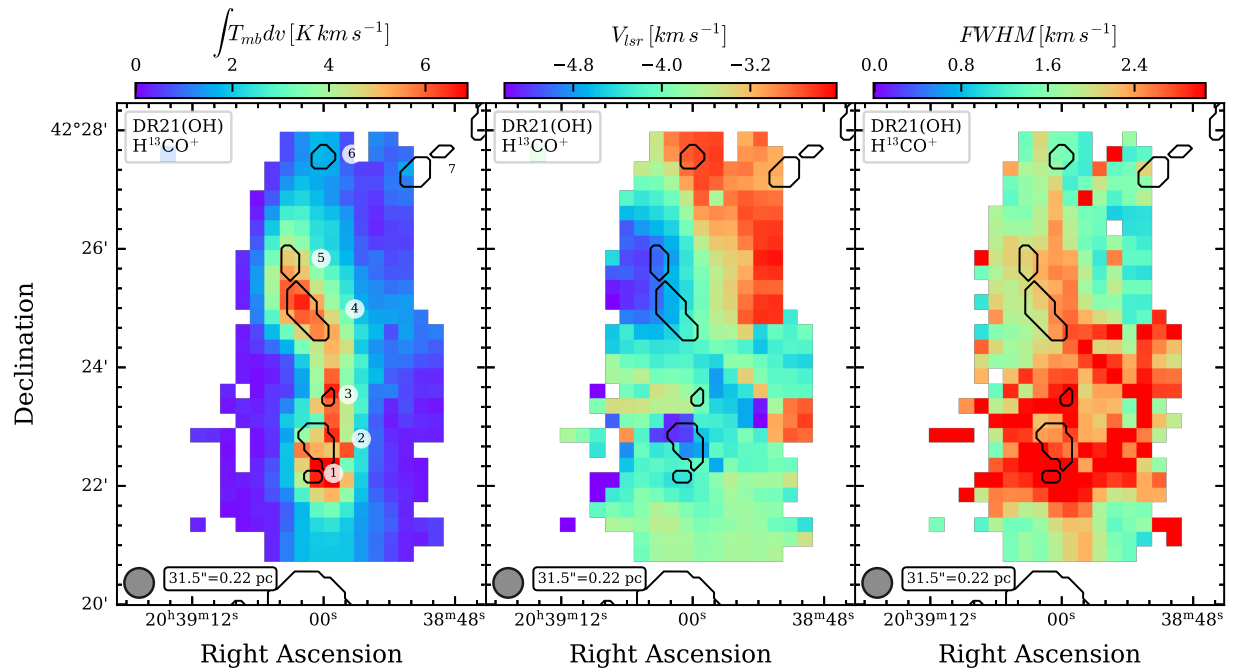 ∫T_{mb}dv [K km s^{−1}]
0 2 4 6
V_{lsr} [km s^{−1}]
−4.8 −4.0 −3.2
FWHM [km s^{−1}]
0.0 0.8 1.6 2.4
DR21(OH)
H¹³CO⁺
DR21(OH)
H¹³CO⁺
DR21(OH)
H¹³CO⁺
42°28'
26'
24'
22'
20'
Declination
6
7
5
4
3
2
1
31.5"=0.22 pc
31.5"=0.22 pc
31.5"=0.22 pc
20ʰ39ᵐ12ˢ 00ˢ 38ᵐ48ˢ
20ʰ39ᵐ12ˢ 00ˢ 38ᵐ48ˢ
20ʰ39ᵐ12ˢ 00ˢ 38ᵐ48ˢ
Right Ascension
Right Ascension
Right Ascension